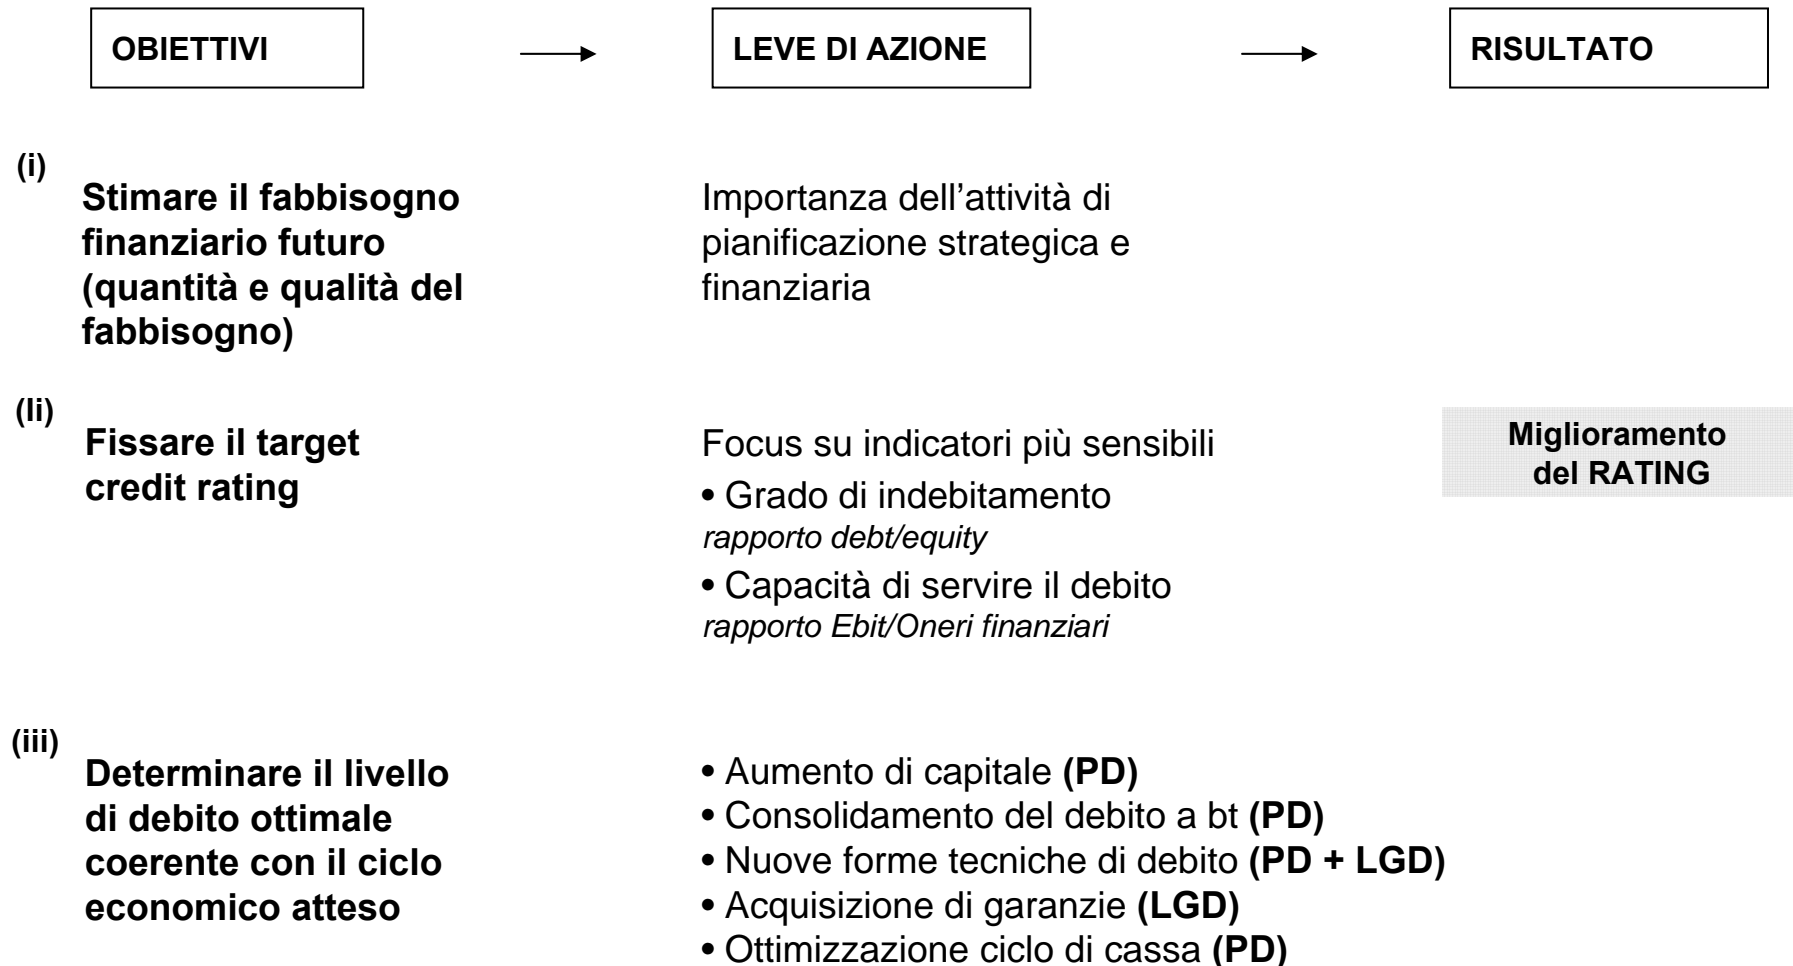 OBIETTIVI → LEVE DI AZIONE → RISULTATO
(i)
Stimare il fabbisogno
finanziario futuro
(quantità e qualità del
fabbisogno)
Importanza dell’attività di
pianificazione strategica e
finanziaria
(Ii)
Fissare il target
credit rating
Focus su indicatori più sensibili
• Grado di indebitamento
rapporto debt/equity
• Capacità di servire il debito
rapporto Ebit/Oneri finanziari
Miglioramento
del RATING
(iii)
Determinare il livello
di debito ottimale
coerente con il ciclo
economico atteso
• Aumento di capitale (PD)
• Consolidamento del debito a bt (PD)
• Nuove forme tecniche di debito (PD + LGD)
• Acquisizione di garanzie (LGD)
• Ottimizzazione ciclo di cassa (PD)